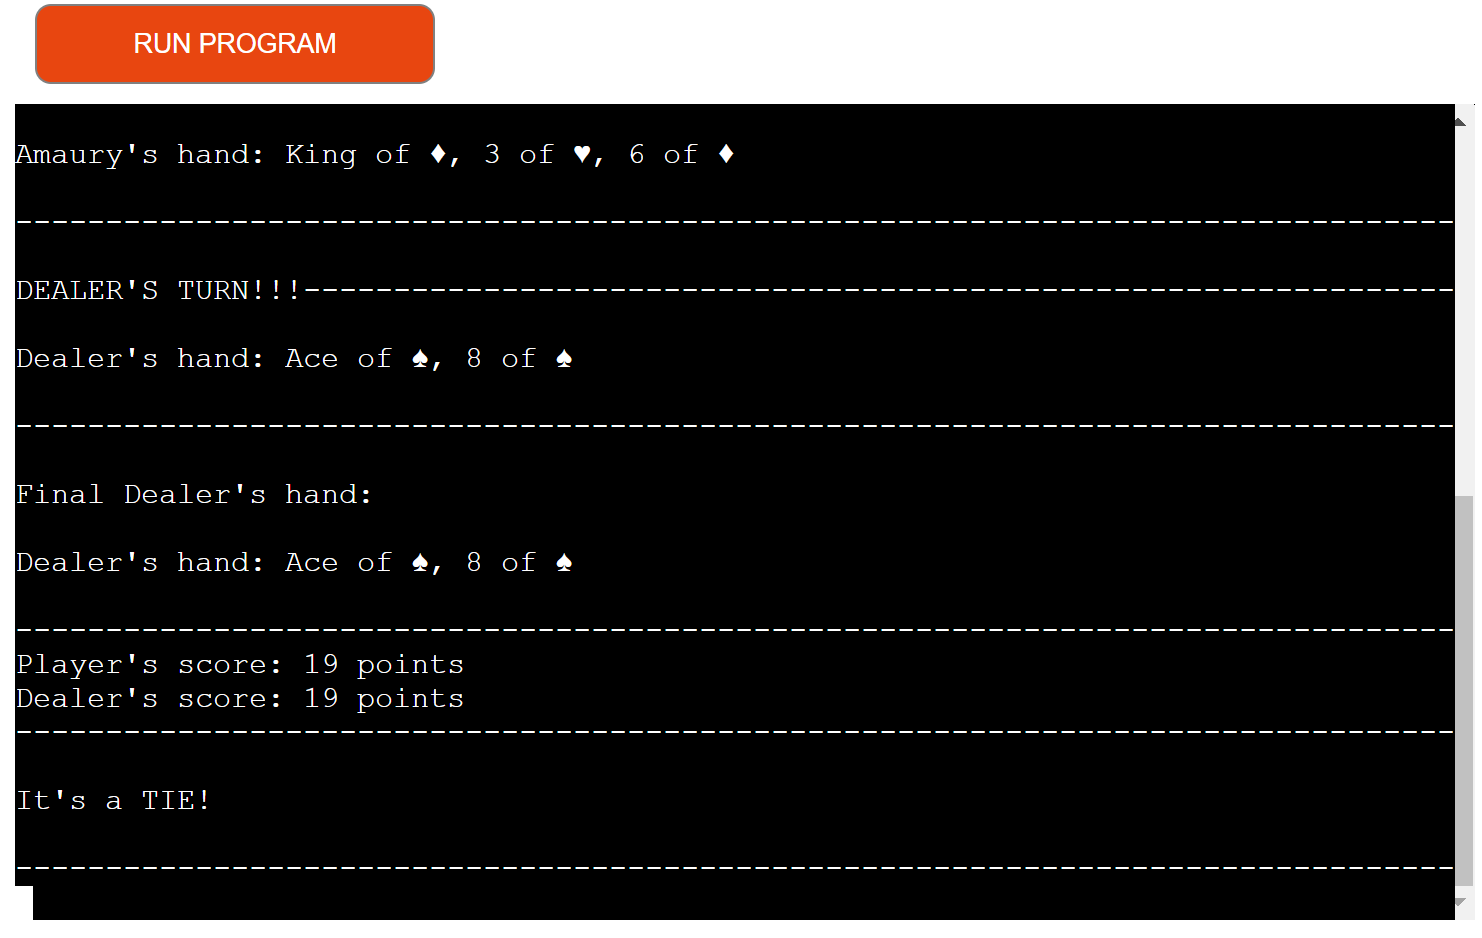 RUN PROGRAM
Amaury's hand: King of ♦, 3 of ♥, 6 of ♦
--------------------------------------------------------------------------------
DEALER'S TURN!!!----------------------------------------------------------------
Dealer's hand: Ace of ♠, 8 of ♠
--------------------------------------------------------------------------------
Final Dealer's hand:
Dealer's hand: Ace of ♠, 8 of ♠
--------------------------------------------------------------------------------
Player's score: 19 points
Dealer's score: 19 points
--------------------------------------------------------------------------------
It's a TIE!
--------------------------------------------------------------------------------